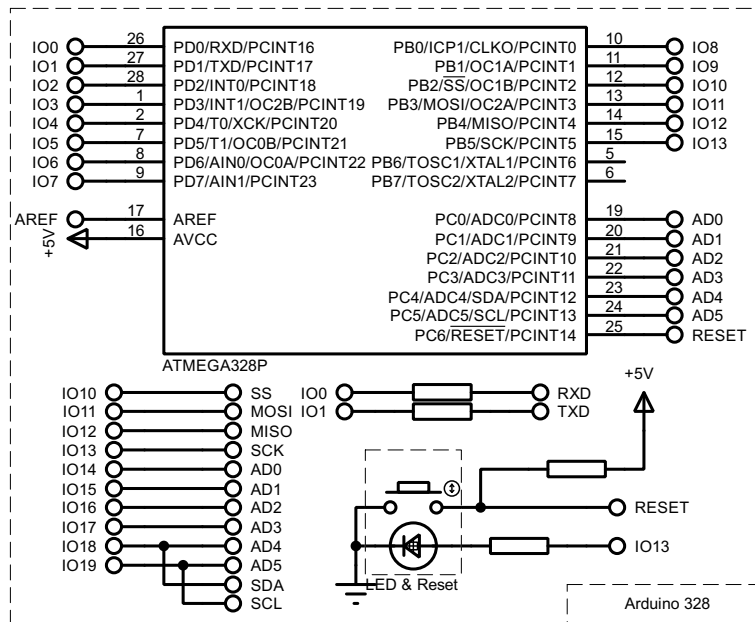 IO0 26 PD0/RXD/PCINT16 PB0/ICP1/CLKO/PCINT0 10 IO8
IO1 27 PD1/TXD/PCINT17 PB1/OC1A/PCINT1 11 IO9
IO2 28 PD2/INT0/PCINT18 PB2/SS/OC1B/PCINT2 12 IO10
IO3 1 PD3/INT1/OC2B/PCINT19 PB3/MOSI/OC2A/PCINT3 13 IO11
IO4 2 PD4/T0/XCK/PCINT20 PB4/MISO/PCINT4 14 IO12
IO5 7 PD5/T1/OC0B/PCINT21 PB5/SCK/PCINT5 15 IO13
IO6 8 PD6/AIN0/OC0A/PCINT22 PB6/TOSC1/XTAL1/PCINT6 5
IO7 9 PD7/AIN1/PCINT23 PB7/TOSC2/XTAL2/PCINT7 6
AREF 17 AREF PC0/ADC0/PCINT8 19 AD0
+5V 16 AVCC PC1/ADC1/PCINT9 20 AD1
PC2/ADC2/PCINT10 21 AD2
PC3/ADC3/PCINT11 22 AD3
PC4/ADC4/SDA/PCINT12 23 AD4
PC5/ADC5/SCL/PCINT13 24 AD5
PC6/RESET/PCINT14 25 RESET
ATMEGA328P
+5V
IO10 SS IO0 RXD
IO11 MOSI IO1 TXD
IO12 MISO
IO13 SCK
IO14 AD0
IO15 AD1
IO16 AD2 RESET
IO17 AD3
IO18 AD4 IO13
IO19 AD5
SDA LED & Reset
SCL Arduino 328